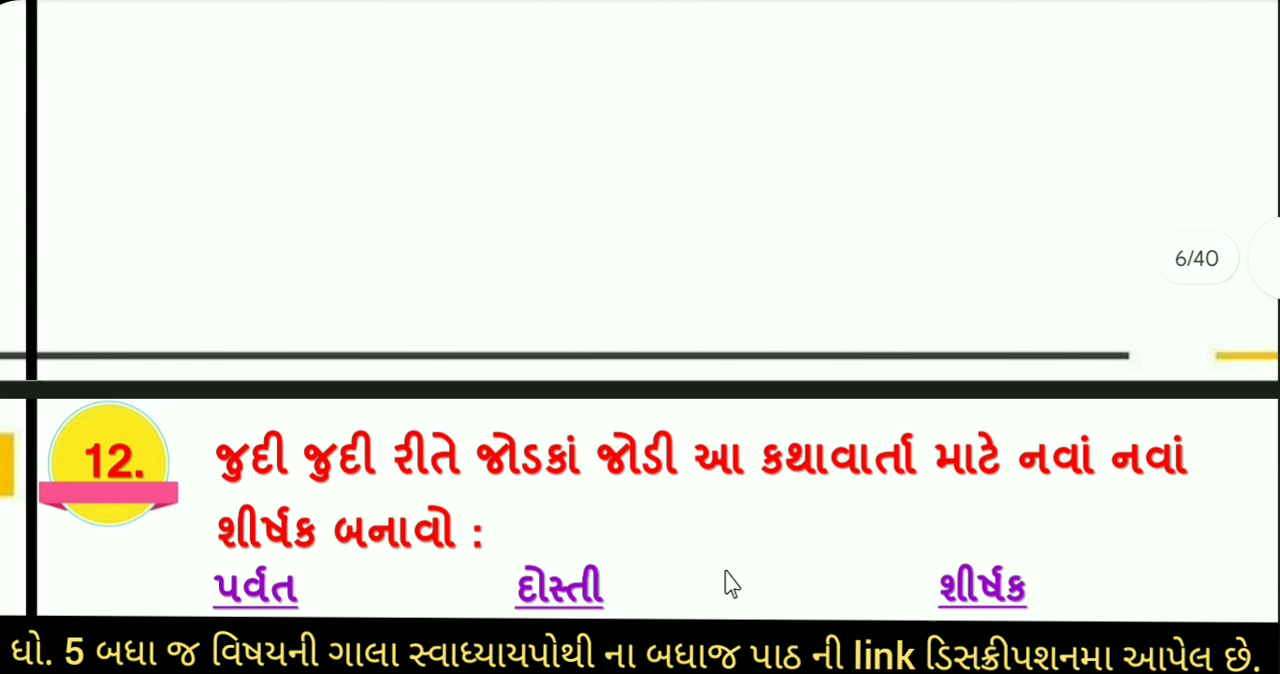 6/40
12. જુદી જુદી રીતે જોડકાં જોડી આ કથાવાર્તા માટે નવાં નવાં
શીર્ષક બનાવો :
પર્વત દોસ્તી શીર્ષક
ધો. 5 બધા જ વિષયની ગાલા સ્વાધ્યાયપોથી ના બધાજ પાઠ ની link ડિસક્રીપશનમા આપેલ છે.